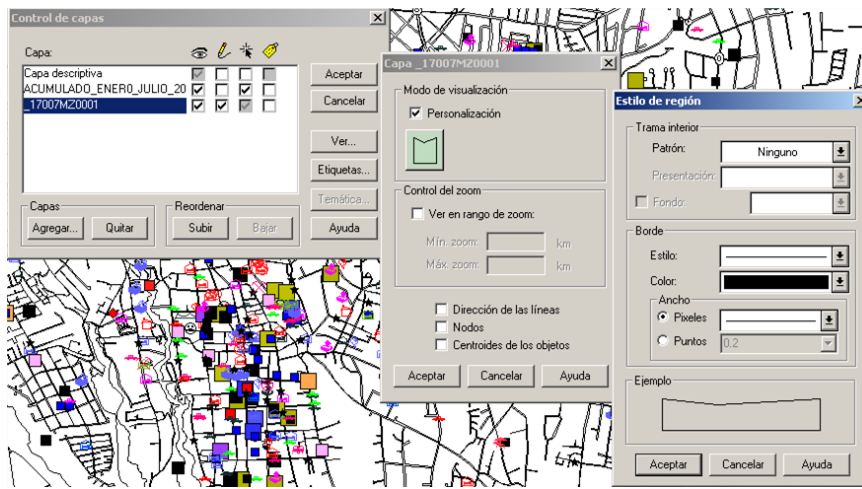 Control de capas
Capa:
Capa descriptiva
ACUMULADO_ENERO_JULIO_20
_17007MZ0001
Aceptar
Cancelar
Ver...
Etiquetas...
Temática...
Ayuda
Capas
Agregar...
Quitar
Reordenar
Subir
Bajar
Capa _17007MZ0001
Modo de visualización
Personalización
Control del zoom
Ver en rango de zoom:
Mín. zoom:
km
Máx. zoom:
km
Dirección de las líneas
Nodos
Centroides de los objetos
Aceptar
Cancelar
Ayuda
Estilo de región
Trama interior
Patrón:
Ninguno
Presentación:
Fondo:
Borde
Estilo:
Color:
Ancho
Pixeles
Puntos
0.2
Ejemplo
Aceptar
Cancelar
Ayuda